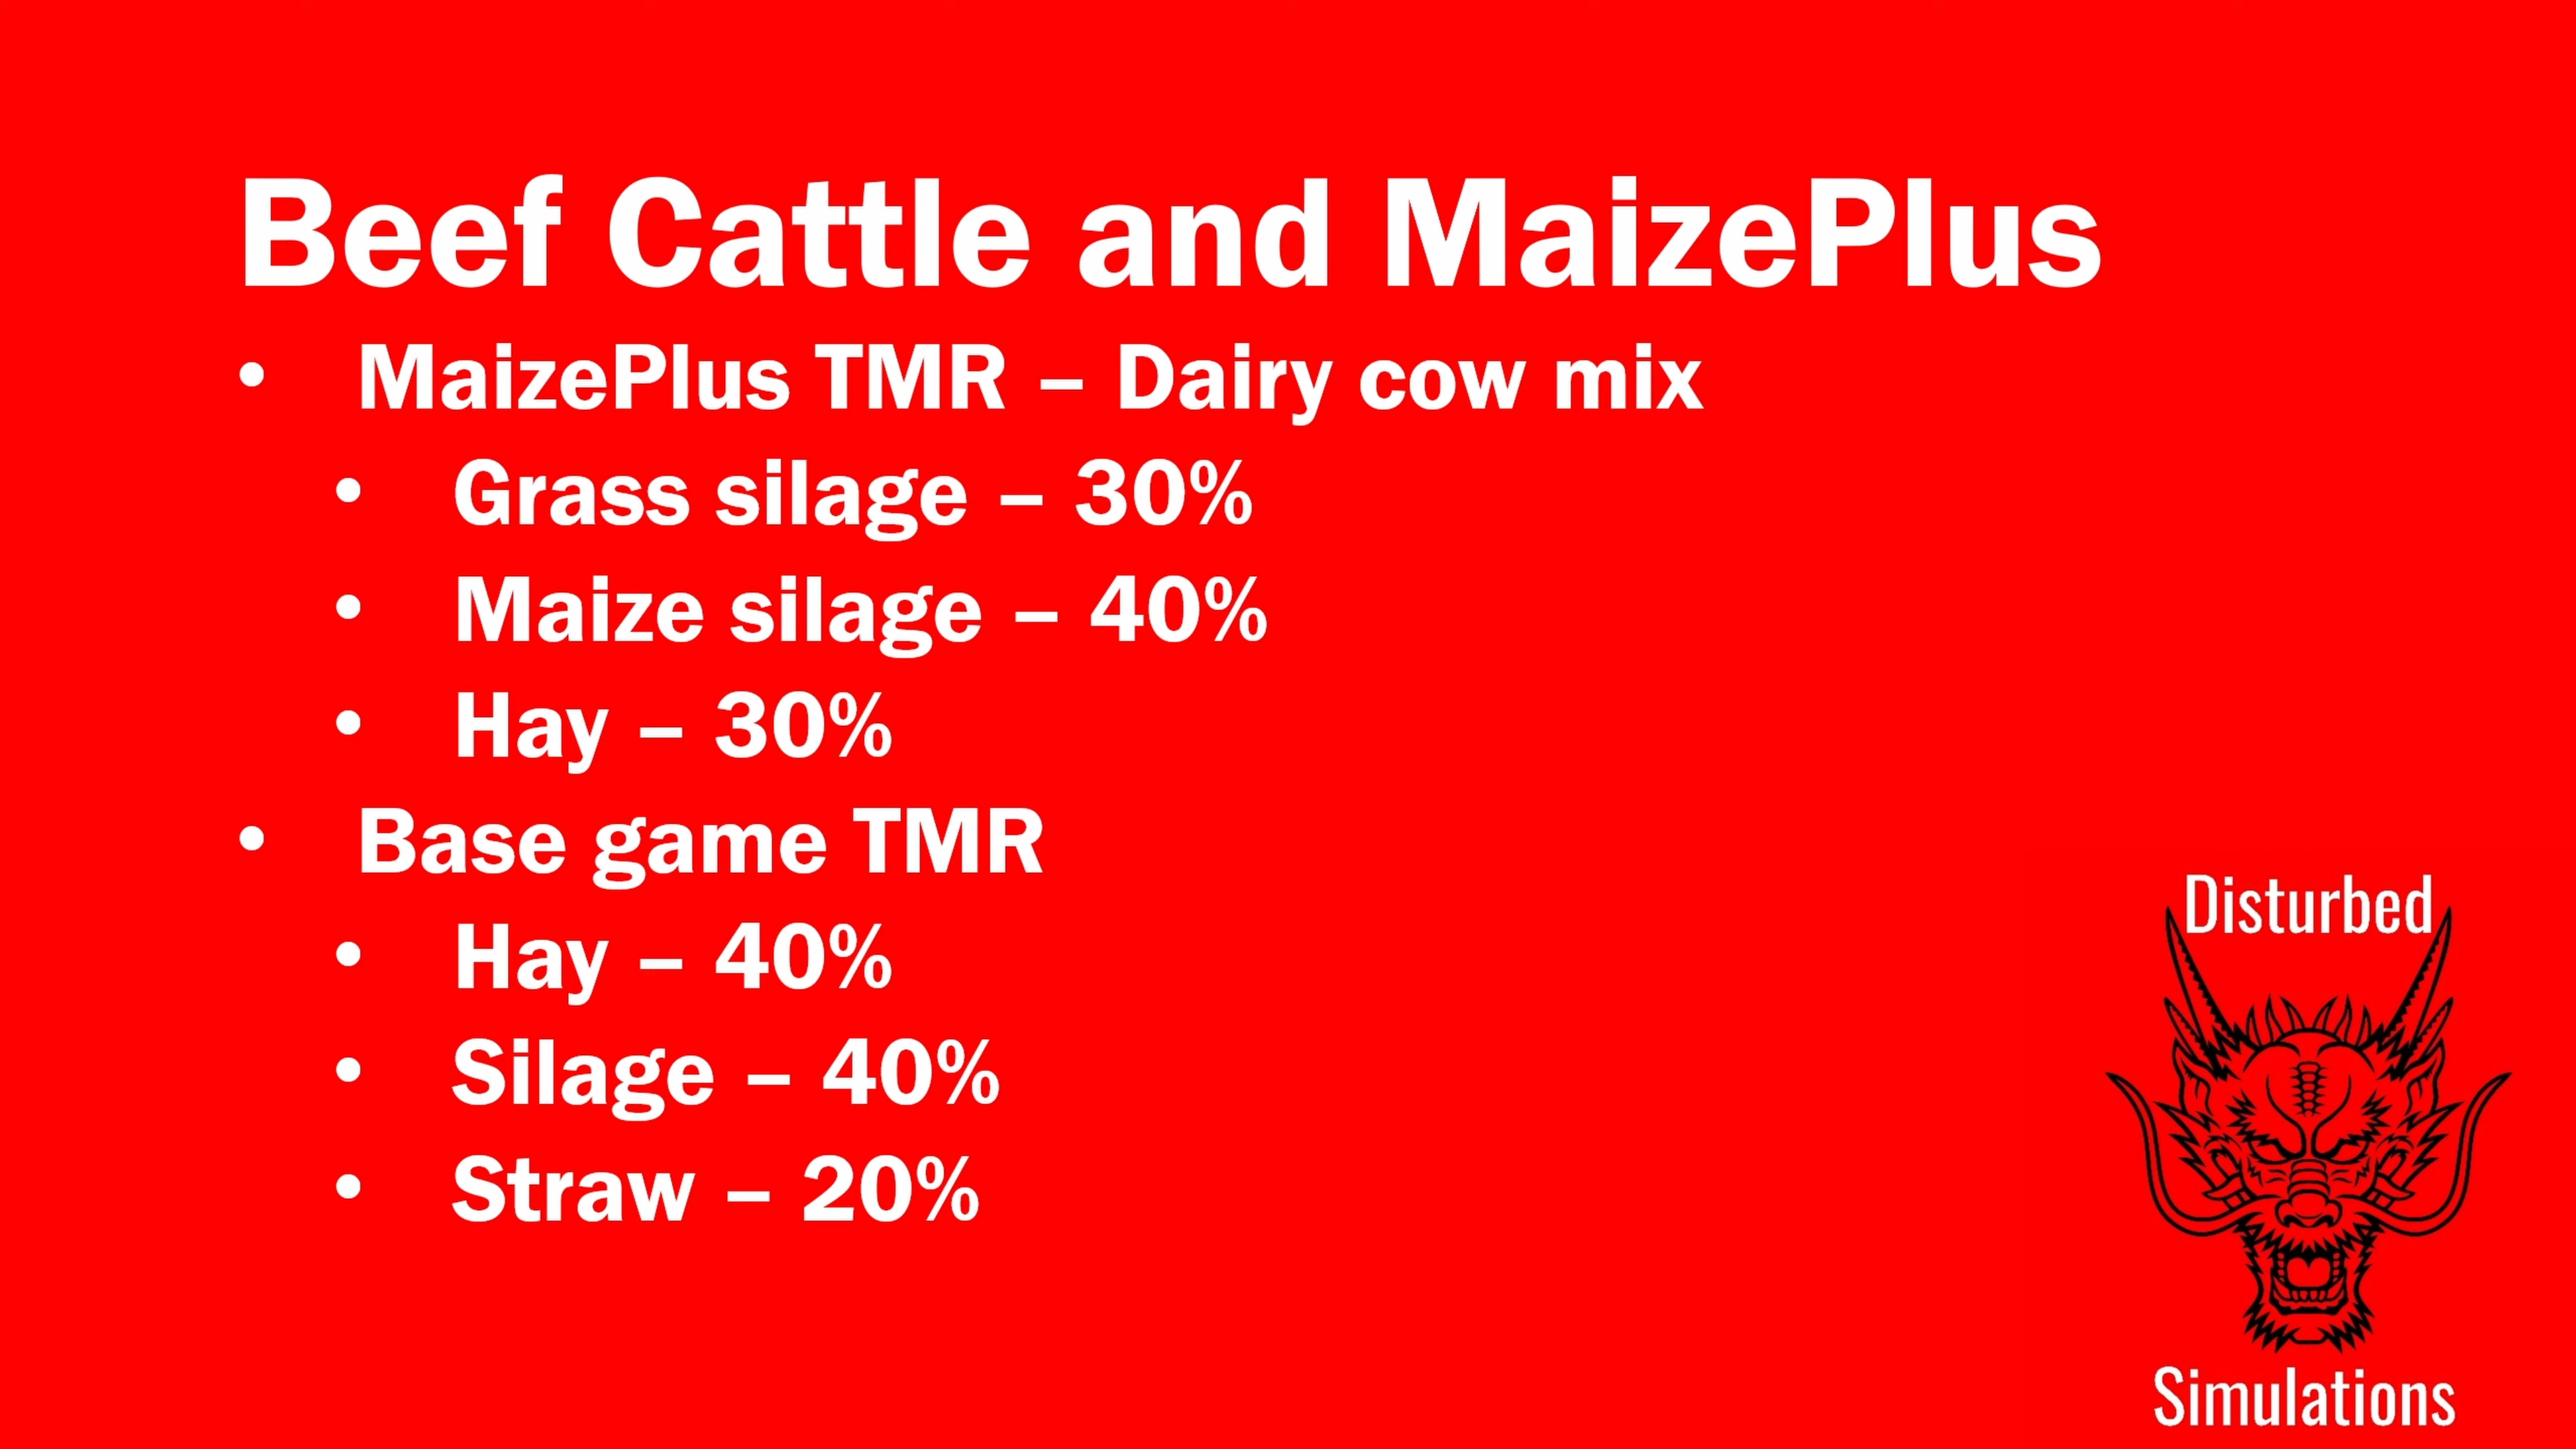 Beef Cattle and MaizePlus
• MaizePlus TMR – Dairy cow mix
• Grass silage – 30%
• Maize silage – 40%
• Hay – 30%
• Base game TMR
• Hay – 40%
• Silage – 40%
• Straw – 20%
Disturbed
Simulations